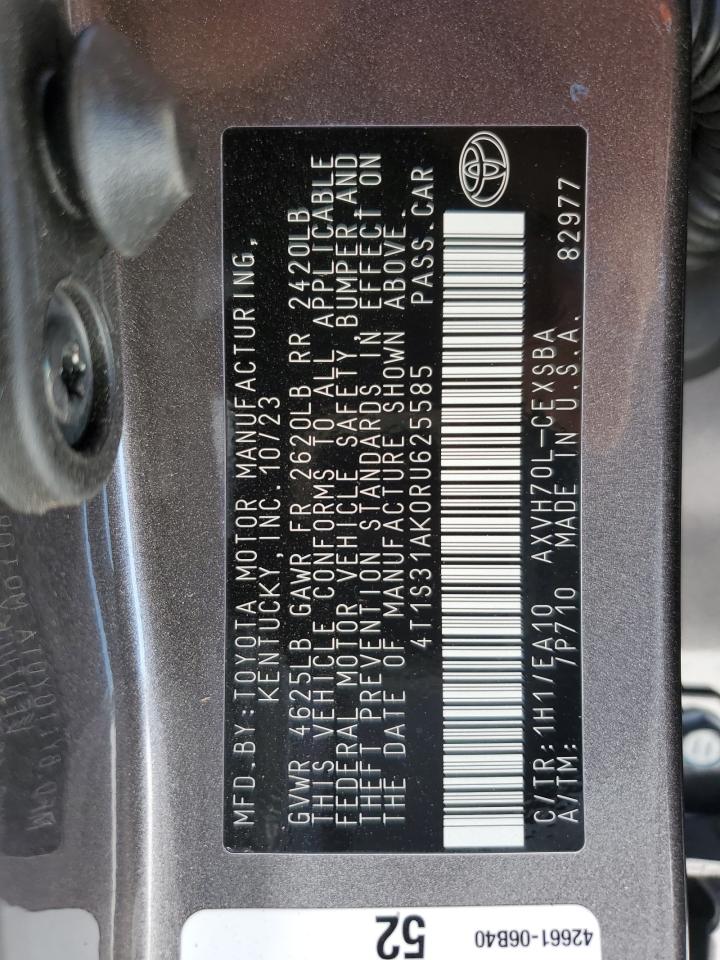 MFD.BY:TOYOTA MOTOR MANUFACTURING,
KENTUCKY INC.10/23
GVWR 4625LB GAWR FR 2620LB RR 2420LB
THIS VEHICLE CONFORMS TO ALL APPLICABLE
FEDERAL MOTOR VEHICLE SAFETY, BUMPER,AND
THEFT PREVENTION STANDARDS IN EFFECT ON
THE DATE OF MANUFACTURE SHOWN ABOVE.
4T1S31AK0RU625585 PASS.CAR
C/TR:1H1/EA10 AXVH70L-CEXSBA
A/TM: /P710 MADE IN U.S.A. 82977
52
42661-06B40